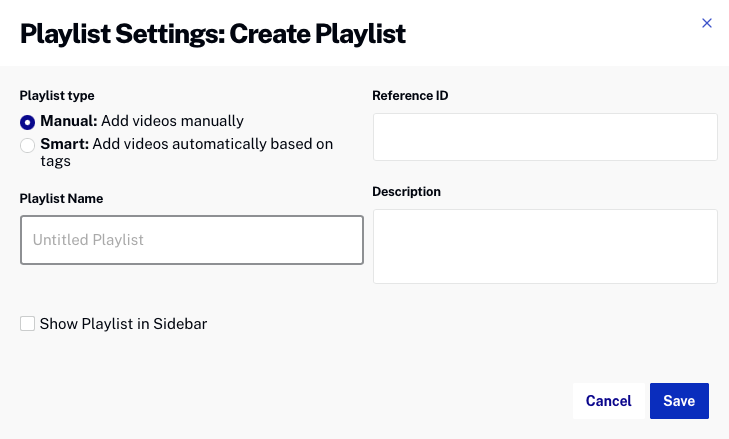 Playlist Settings: Create Playlist
Playlist type
Manual: Add videos manually
Smart: Add videos automatically based on
tags
Playlist Name
Untitled Playlist
Show Playlist in Sidebar
Reference ID
Description
Cancel
Save